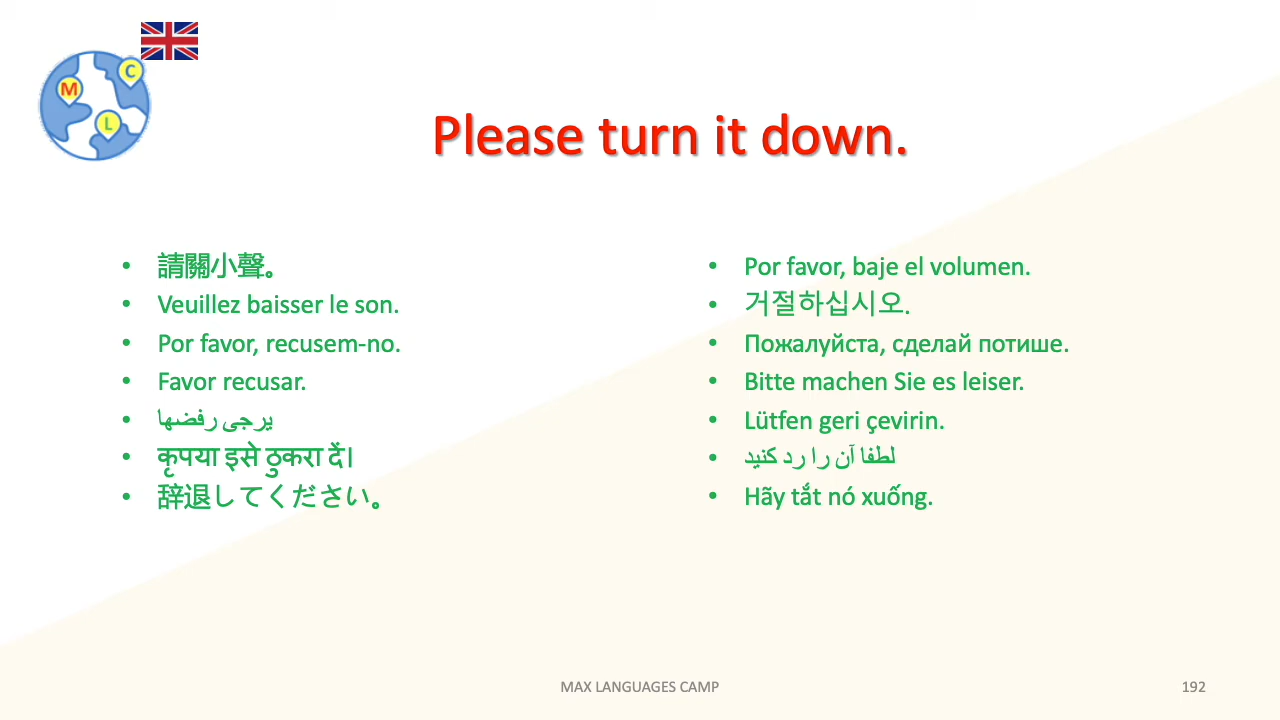 C
M
L
Please turn it down.
• 請關小聲。
• Veuillez baisser le son.
• Por favor, recusem-no.
• Favor recusar.
• يرجى رفضها
• कृपया इसे ठुकरा दें।
• 辞退してください。
• Por favor, baje el volumen.
• 거절하십시오.
• Пожалуйста, сделай потише.
• Bitte machen Sie es leiser.
• Lütfen geri çevirin.
• لطفا آن را رد کنید
• Hãy tắt nó xuống.
MAX LANGUAGES CAMP
192